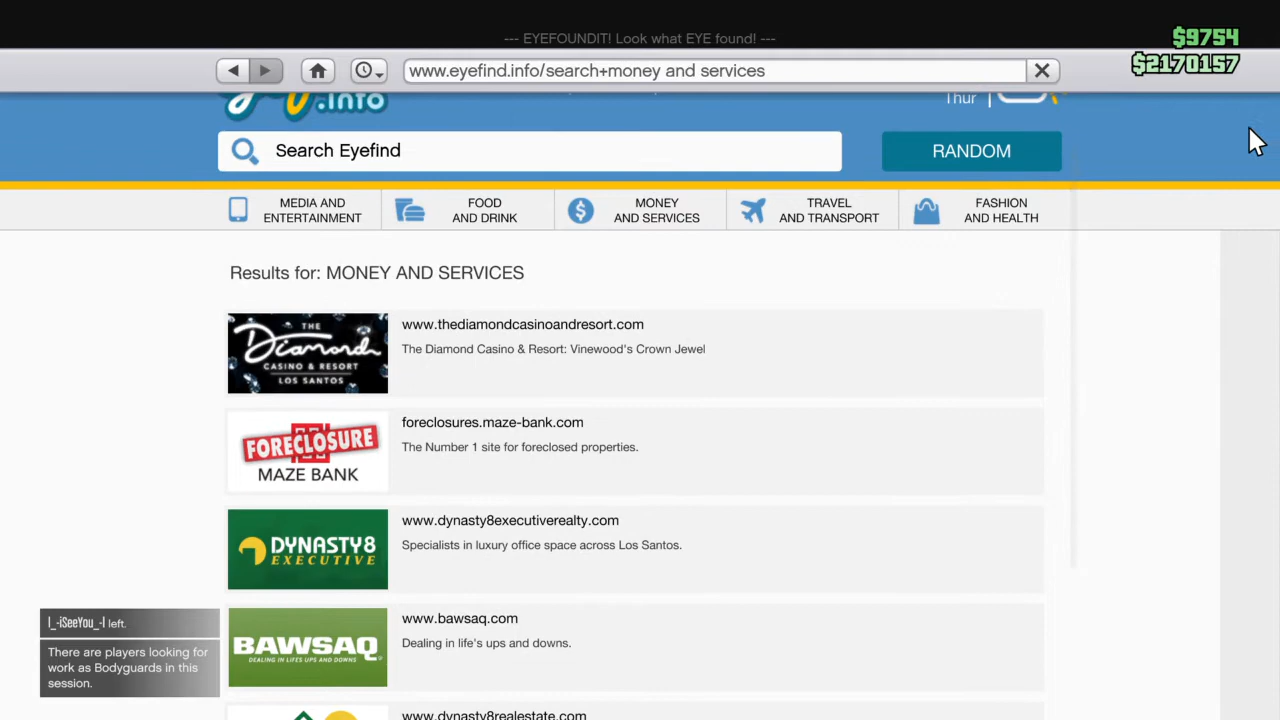 --- EYEFOUNDIT! Look what EYE found! ---
$9754
$2170157
www.eyefind.info/search+money and services
.info
Thur
Search Eyefind
RANDOM
MEDIA AND
ENTERTAINMENT
FOOD
AND DRINK
MONEY
AND SERVICES
TRAVEL
AND TRANSPORT
FASHION
AND HEALTH
Results for: MONEY AND SERVICES
THE
Diamond
CASINO & RESORT
LOS SANTOS
www.thediamondcasinoandresort.com
The Diamond Casino & Resort: Vinewood's Crown Jewel
FORECLOSURE
MAZE BANK
foreclosures.maze-bank.com
The Number 1 site for foreclosed properties.
DYNASTY8
EXECUTIVE
www.dynasty8executiverealty.com
Specialists in luxury office space across Los Santos.
BAWSAQ
DEALING IN LIFES UPS AND DOWNS
www.bawsaq.com
Dealing in life's ups and downs.
I_-iSeeYou_-I left.
There are players looking for
work as Bodyguards in this
session.
www.dynasty8realestate.com